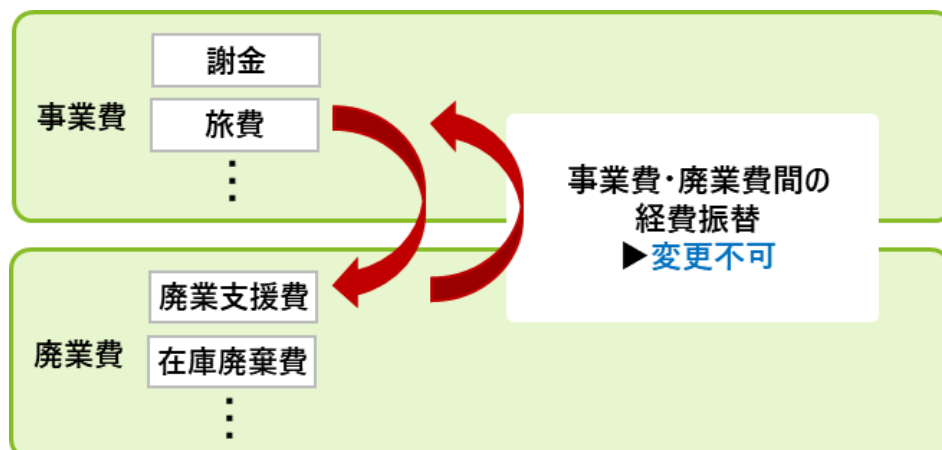 事業費
謝金
旅費
⋮
事業費・廃業費間の
経費振替
▶変更不可
廃業費
廃業支援費
在庫廃棄費
⋮